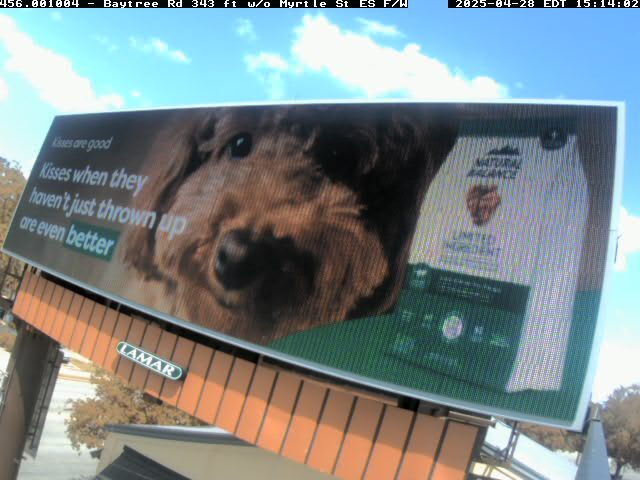 456.001004 - Baytree Rd 343 ft w/o Myrtle St ES F/W 2025-04-28 EDT 15:14:02
Kisses are good
Kisses when they
haven't just thrown up
are even better
NATURAL
BALANCE
LIMITED
INGREDIENT
LAMAR